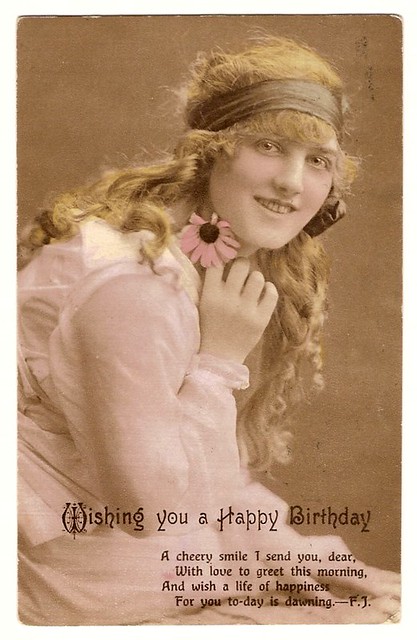 Wishing you a Happy Birthday
A cheery smile I send you, dear,
With love to greet this morning,
And wish a life of happiness
For you to-day is dawning.—F.J.